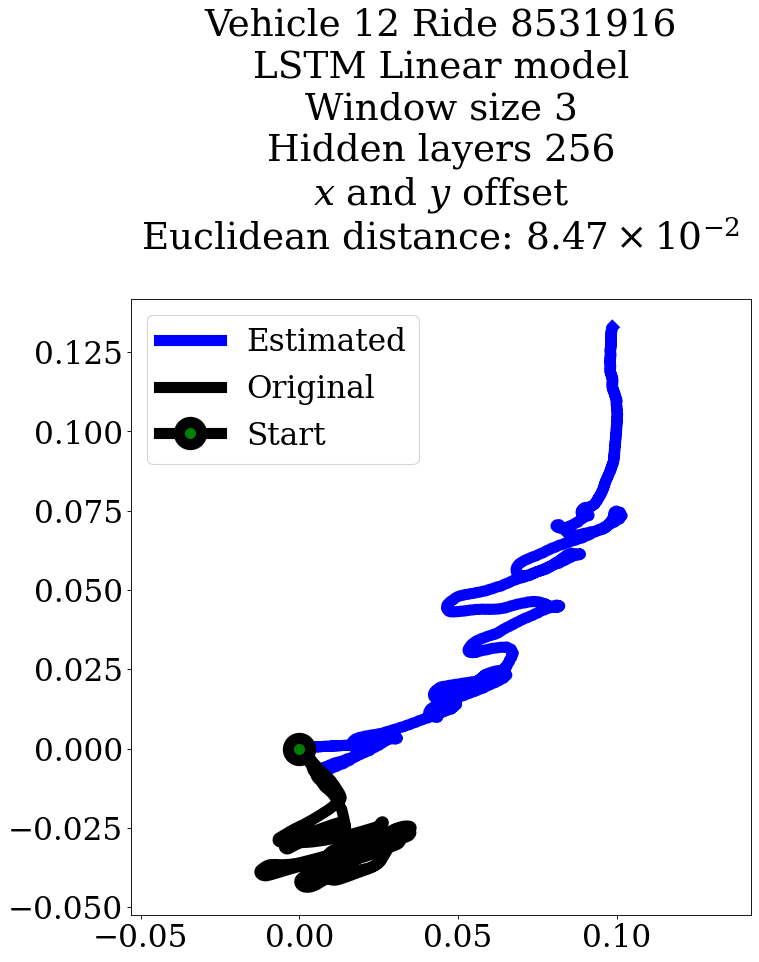 Vehicle 12 Ride 8531916
LSTM Linear model
Window size 3
Hidden layers 256
x and y offset
Euclidean distance: 8.47 × 10⁻²
Estimated
Original
Start
0.125
0.100
0.075
0.050
0.025
0.000
−0.025
−0.050
−0.05 0.00 0.05 0.10